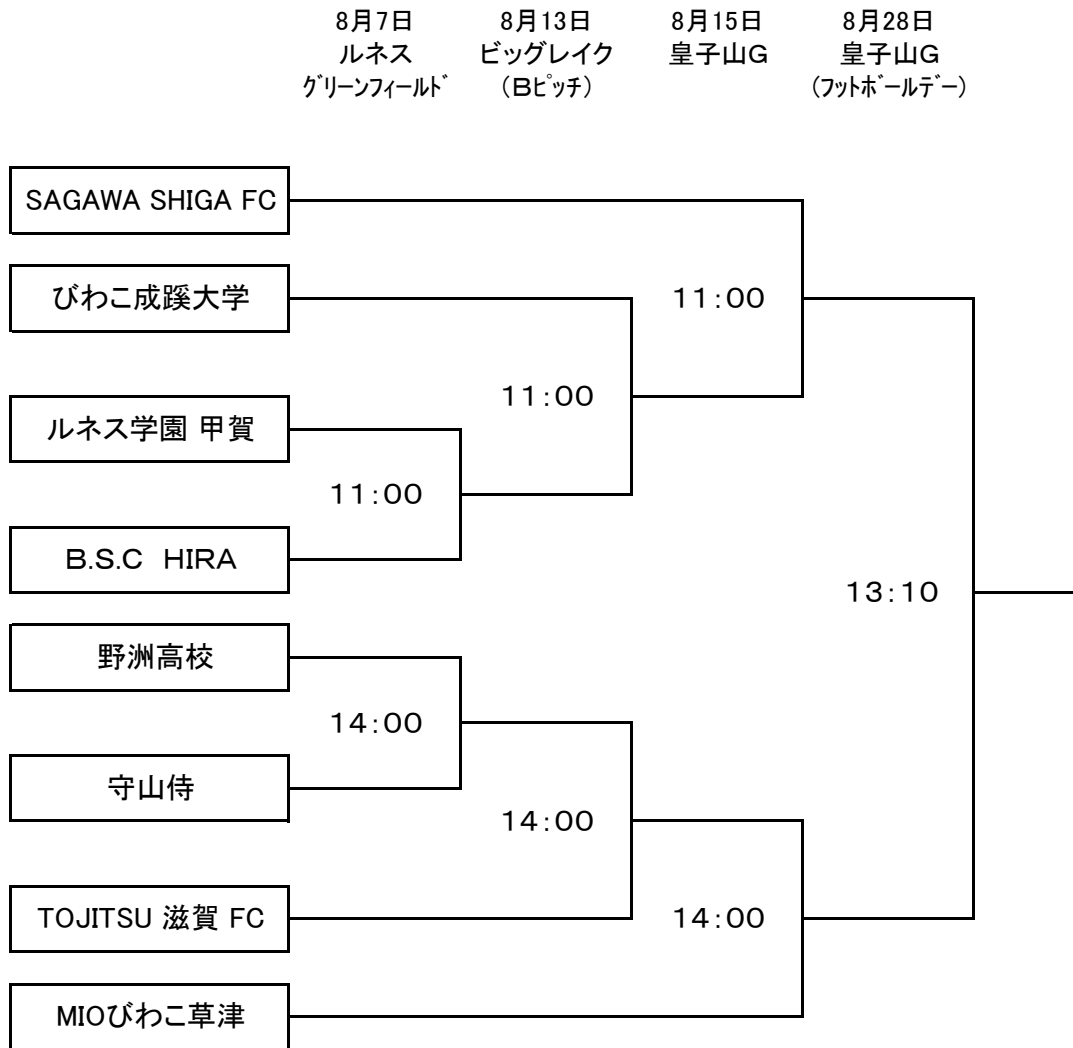 8月7日 8月13日 8月15日 8月28日
ルネス ビッグレイク 皇子山G 皇子山G
グリーンフィールド (Bピッチ) (フットボールデー)
SAGAWA SHIGA FC
びわこ成蹊大学
11:00
11:00
ルネス学園 甲賀
11:00
B.S.C HIRA
13:10
野洲高校
14:00
守山侍
14:00
TOJITSU 滋賀 FC
14:00
MIOびわこ草津